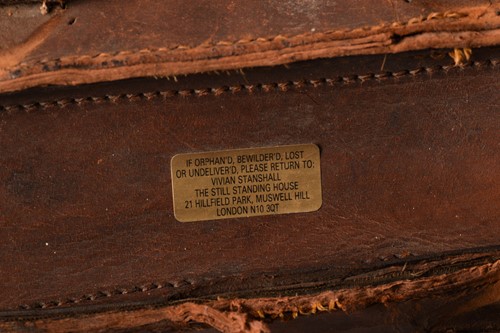 IF ORPHAN'D, BEWILDER'D, LOST
OR UNDELIVER'D, PLEASE RETURN TO:
VIVIAN STANSHALL
THE STILL STANDING HOUSE
21 HILLFIELD PARK, MUSWELL HILL
LONDON N10 3QT